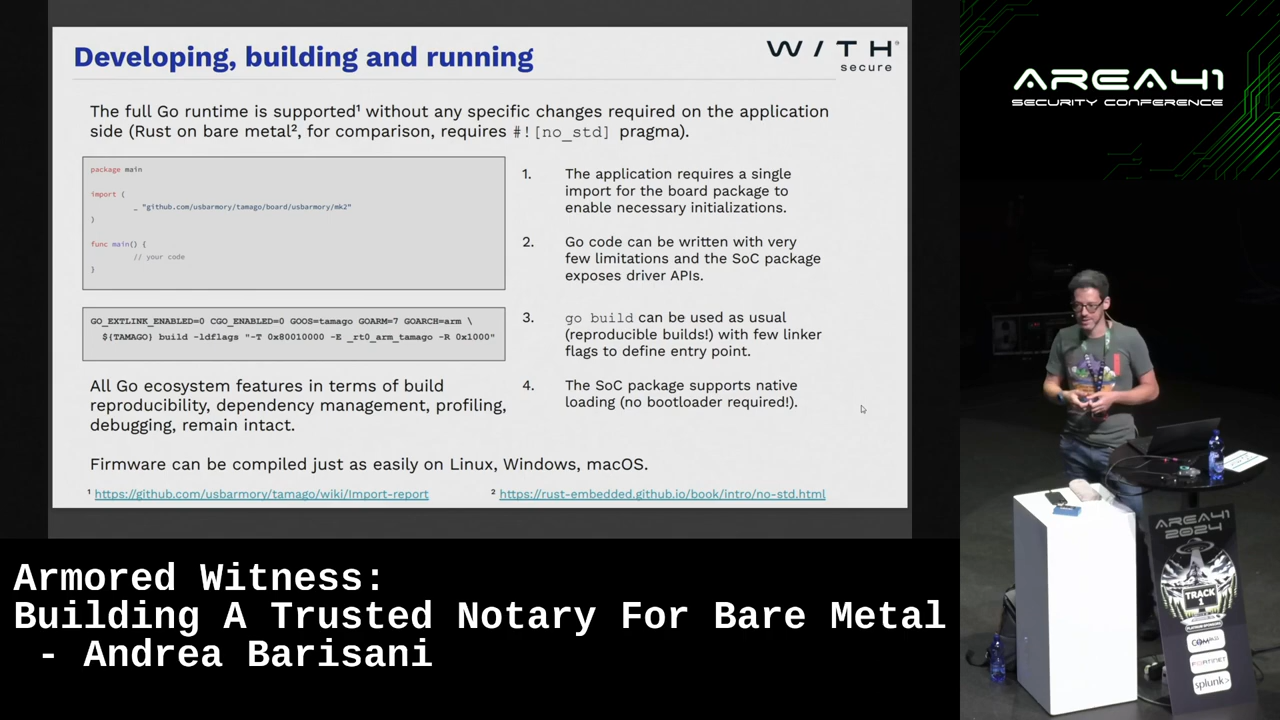 Developing, building and running
WITH®
secure
The full Go runtime is supported¹ without any specific changes required on the application
side (Rust on bare metal², for comparison, requires #![no_std] pragma).
package main
import (
_ "github.com/usbarmory/tamago/board/usbarmory/mk2"
)
func main() {
// your code
}
GO_EXTLINK_ENABLED=0 CGO_ENABLED=0 GOOS=tamago GOARM=7 GOARCH=arm \
${TAMAGO} build -ldflags "-T 0x80010000 -E _rt0_arm_tamago -R 0x1000"
All Go ecosystem features in terms of build
reproducibility, dependency management, profiling,
debugging, remain intact.
1. The application requires a single
import for the board package to
enable necessary initializations.
2. Go code can be written with very
few limitations and the SoC package
exposes driver APIs.
3. go build can be used as usual
(reproducible builds!) with few linker
flags to define entry point.
4. The SoC package supports native
loading (no bootloader required!).
Firmware can be compiled just as easily on Linux, Windows, macOS.
¹ https://github.com/usbarmory/tamago/wiki/Import-report
² https://rust-embedded.github.io/book/intro/no-std.html
AREA41
SECURITY CONFERENCE
AREA41
2024
TRACK
1
FORTINET
splunk>
Armored Witness:
Building A Trusted Notary For Bare Metal
- Andrea Barisani